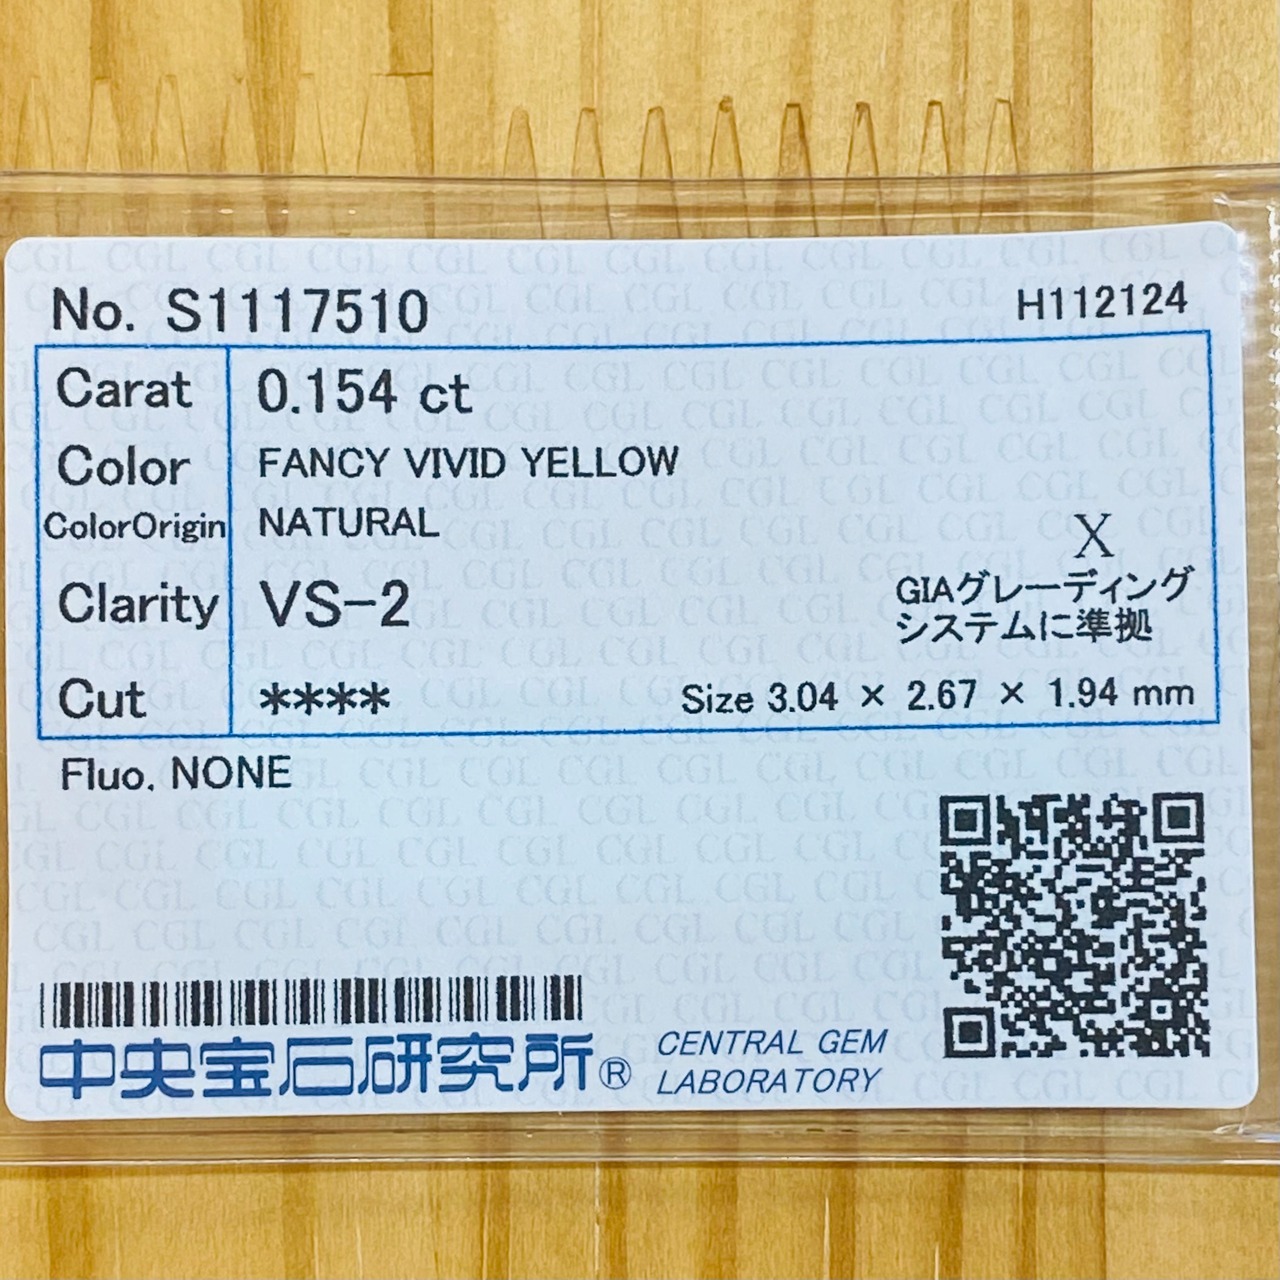 No. S1117510
H112124
Carat 0.154 ct
Color FANCY VIVID YELLOW
ColorOrigin NATURAL
X
Clarity VS-2
GIAグレーディング
システムに準拠
Cut ****
Size 3.04 × 2.67 × 1.94 mm
Fluo. NONE
中央宝石研究所®
CENTRAL GEM
LABORATORY